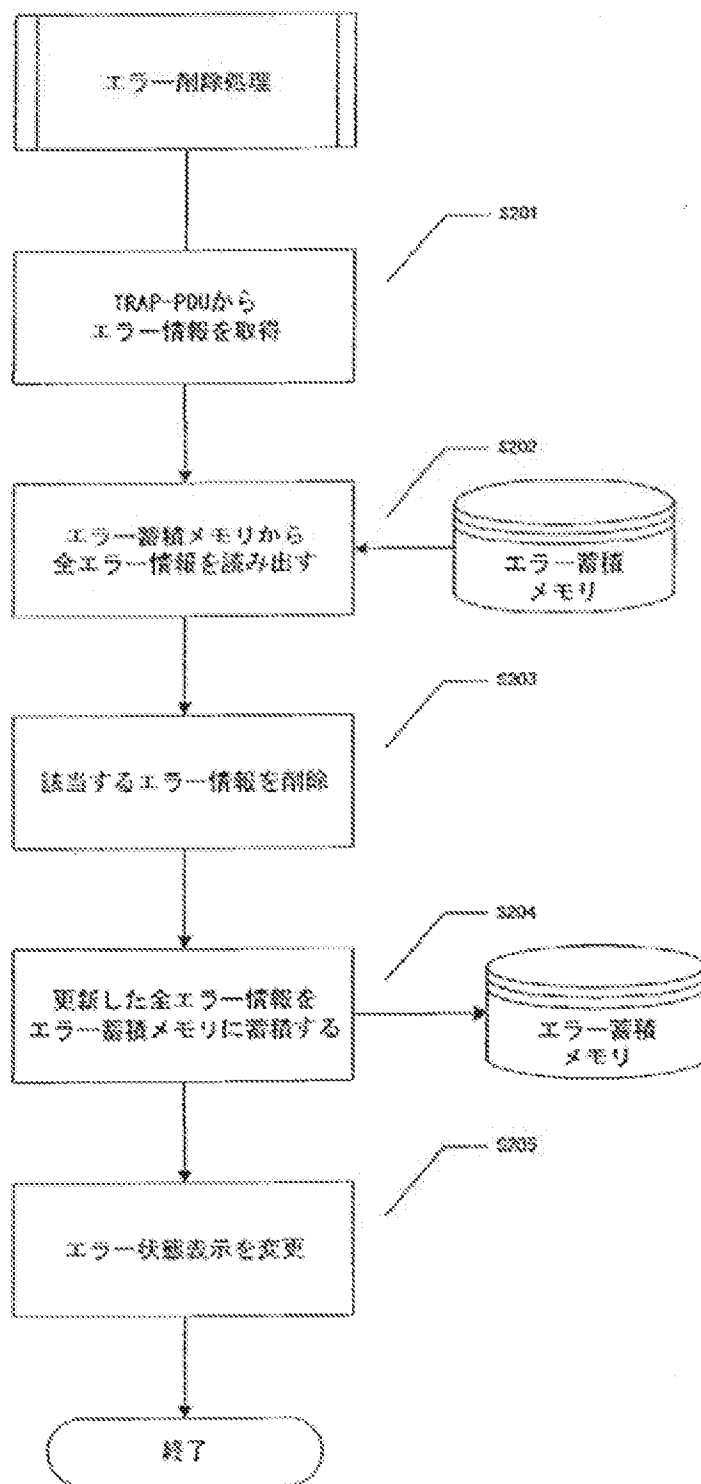 エラー削除処理
S201
TRAP-PDUから
エラー情報を取得
S202
エラー蓄積メモリから
全エラー情報を読み出す
エラー蓄積
メモリ
S203
該当するエラー情報を削除
S204
更新した全エラー情報を
エラー蓄積メモリに蓄積する
エラー蓄積
メモリ
S205
エラー状態表示を変更
終了